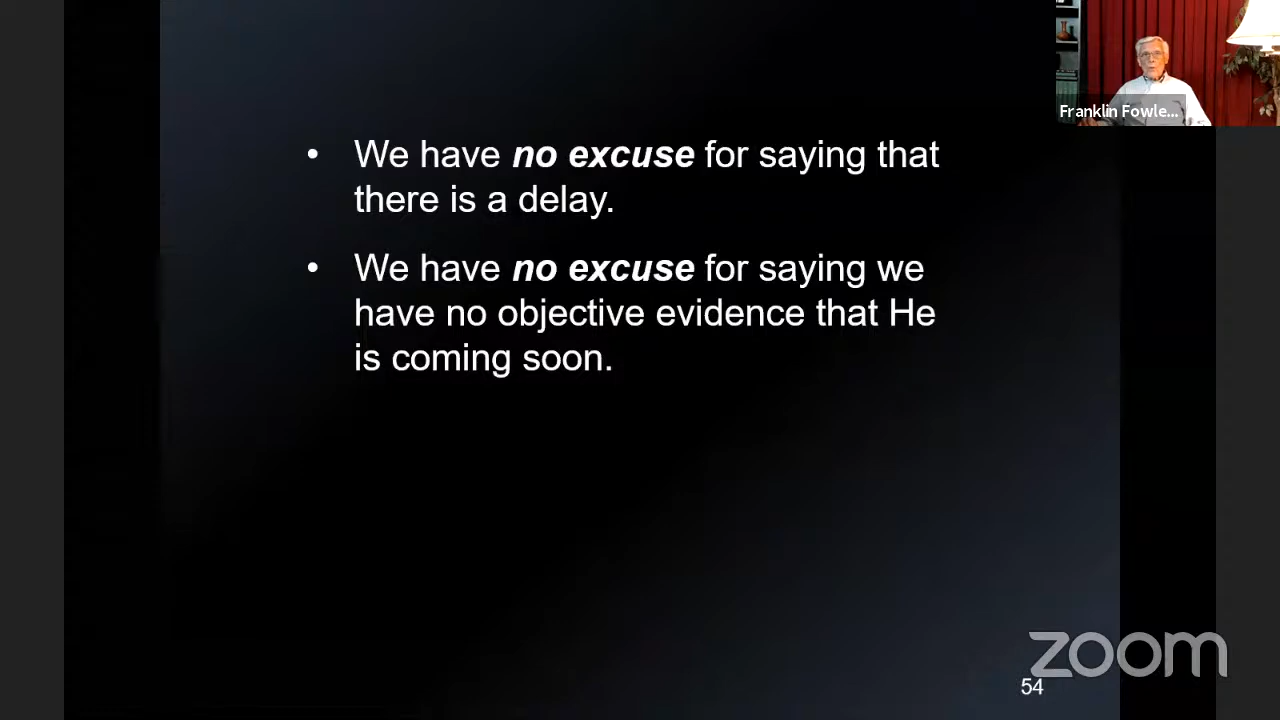 Franklin Fowle...
• We have no excuse for saying that
there is a delay.
• We have no excuse for saying we
have no objective evidence that He
is coming soon.
zoom
54